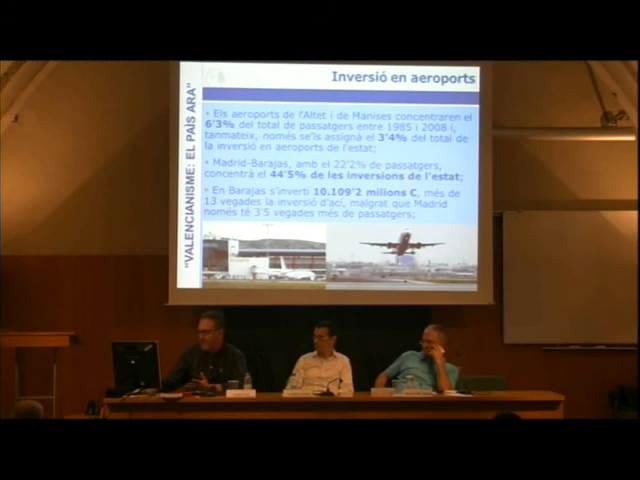 Inversió en aeroports
"VALENCIANISME: EL PAÍS ARA"
• Els aeroports de l'Altet i de Manises concentraren el
6'3% del total de passatgers entre 1985 i 2008 i,
tanmateix, només se'ls assignà el 3'4% del total de
la inversió en aeroports de l'estat;
• Madrid-Barajas, amb el 22'2% de passatgers,
concentrà el 44'5% de les inversions de l'estat;
• En Barajas s'invertí 10.109'2 milions €, més de
13 vegades la inversió d'ací, malgrat que Madrid
només té 3'5 vegades més de passatgers;